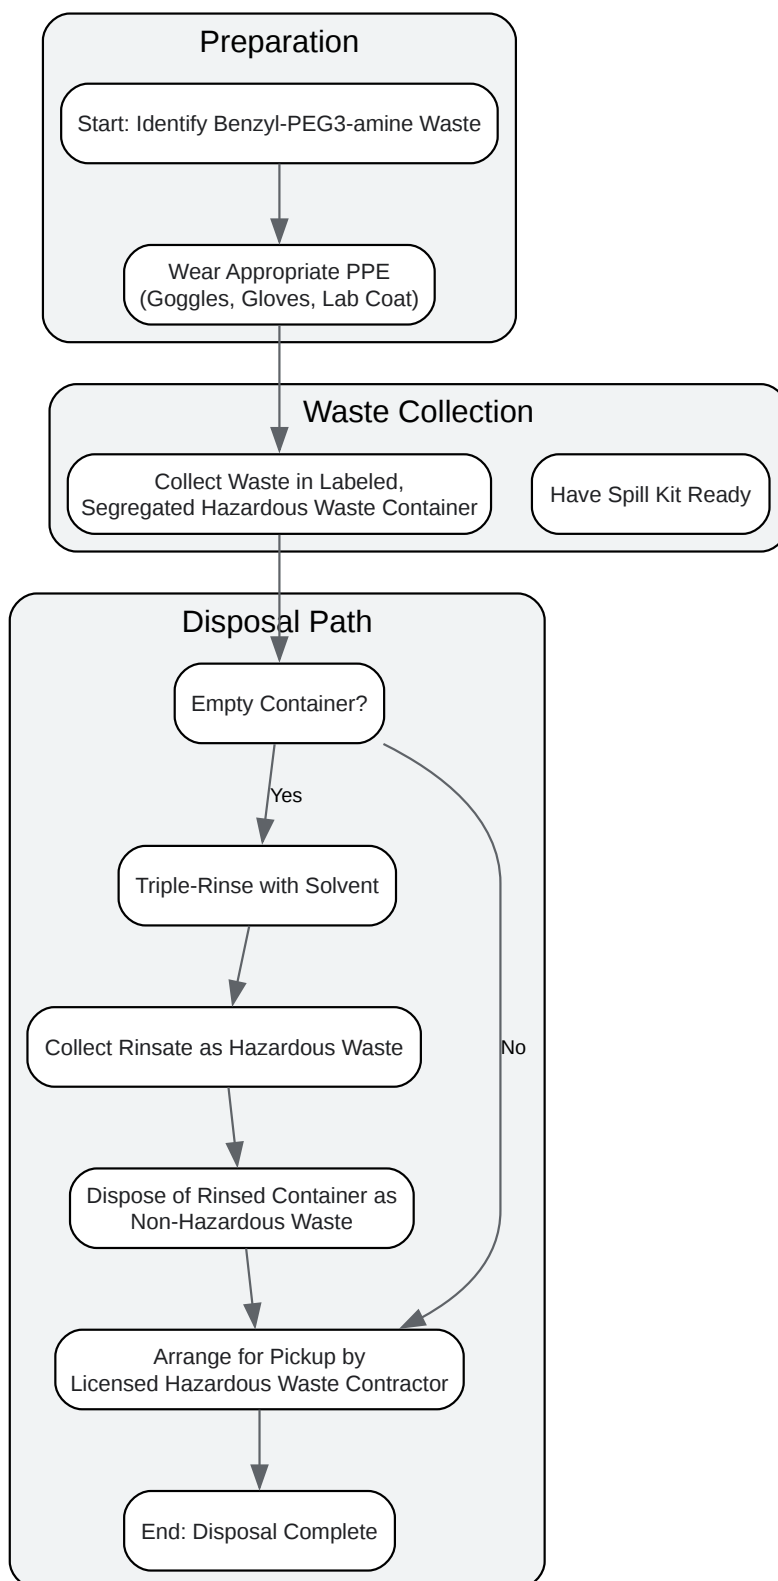 Preparation
Start: Identify Benzyl-PEG3-amine Waste
Wear Appropriate PPE
(Goggles, Gloves, Lab Coat)
Waste Collection
Collect Waste in Labeled,
Segregated Hazardous Waste Container
Have Spill Kit Ready
Disposal Path
Empty Container?
Yes
Triple-Rinse with Solvent
Collect Rinsate as Hazardous Waste
No
Dispose of Rinsed Container as
Non-Hazardous Waste
Arrange for Pickup by
Licensed Hazardous Waste Contractor
End: Disposal Complete